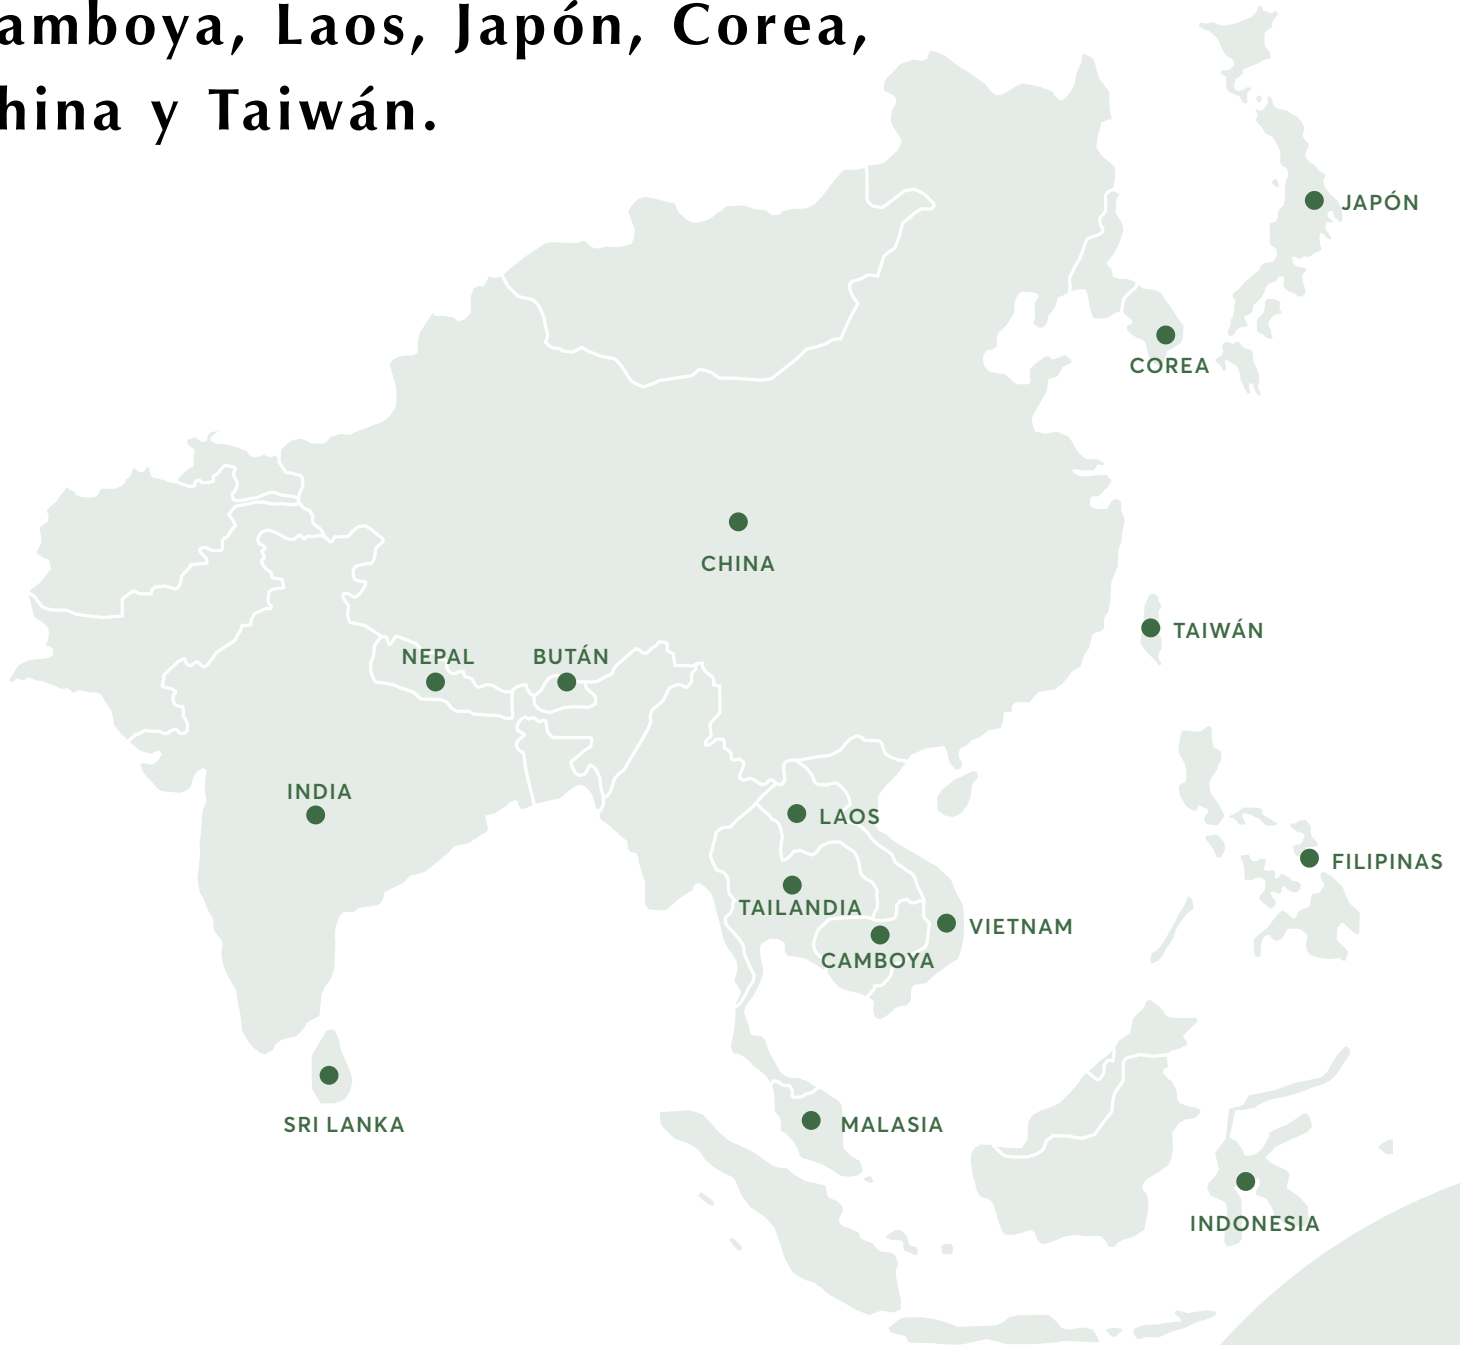 amboya, Laos, Japón, Corea,
hina y Taiwán.
JAPÓN
COREA
CHINA
TAIWÁN
NEPAL
BUTÁN
INDIA
LAOS
FILIPINAS
TAILANDIA
VIETNAM
CAMBOYA
SRI LANKA
MALASIA
INDONESIA